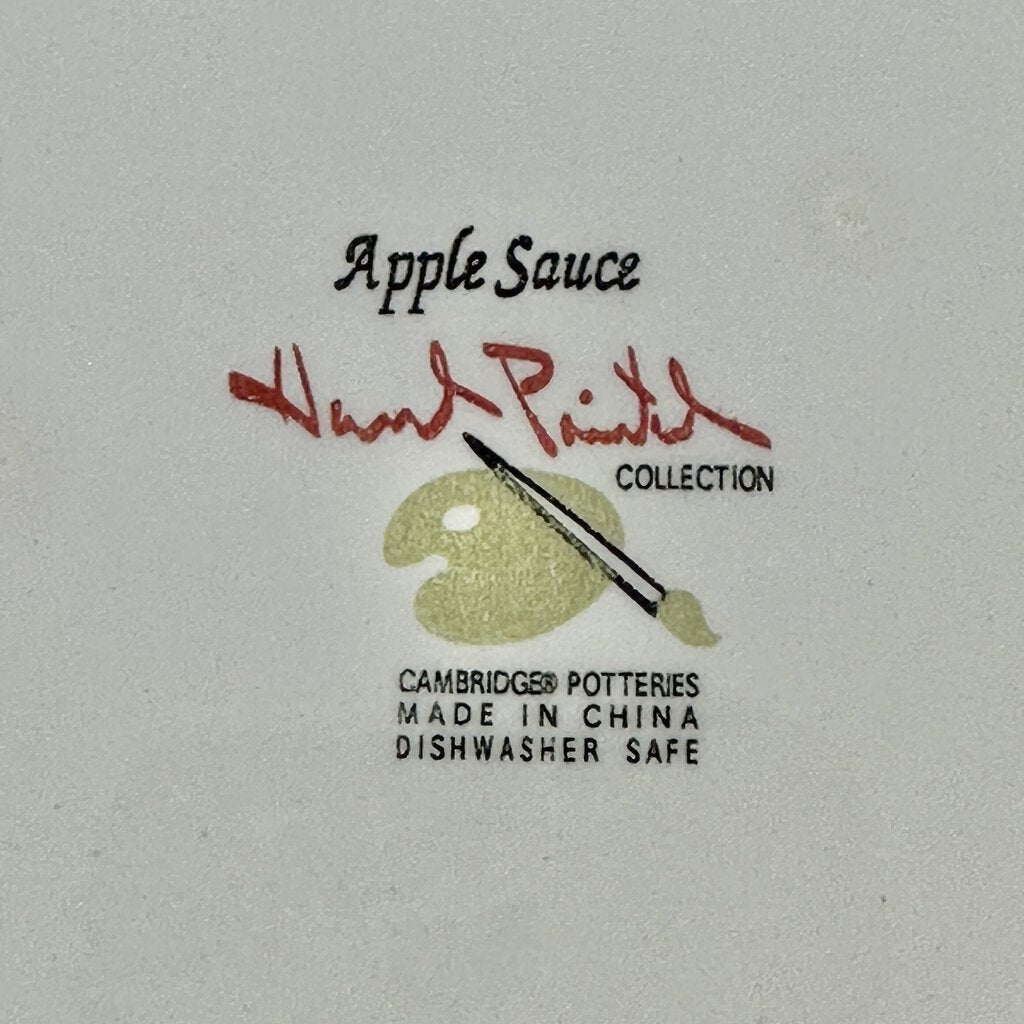 Apple Sauce
Hand Painted
COLLECTION
CAMBRIDGE® POTTERIES
MADE IN CHINA
DISHWASHER SAFE